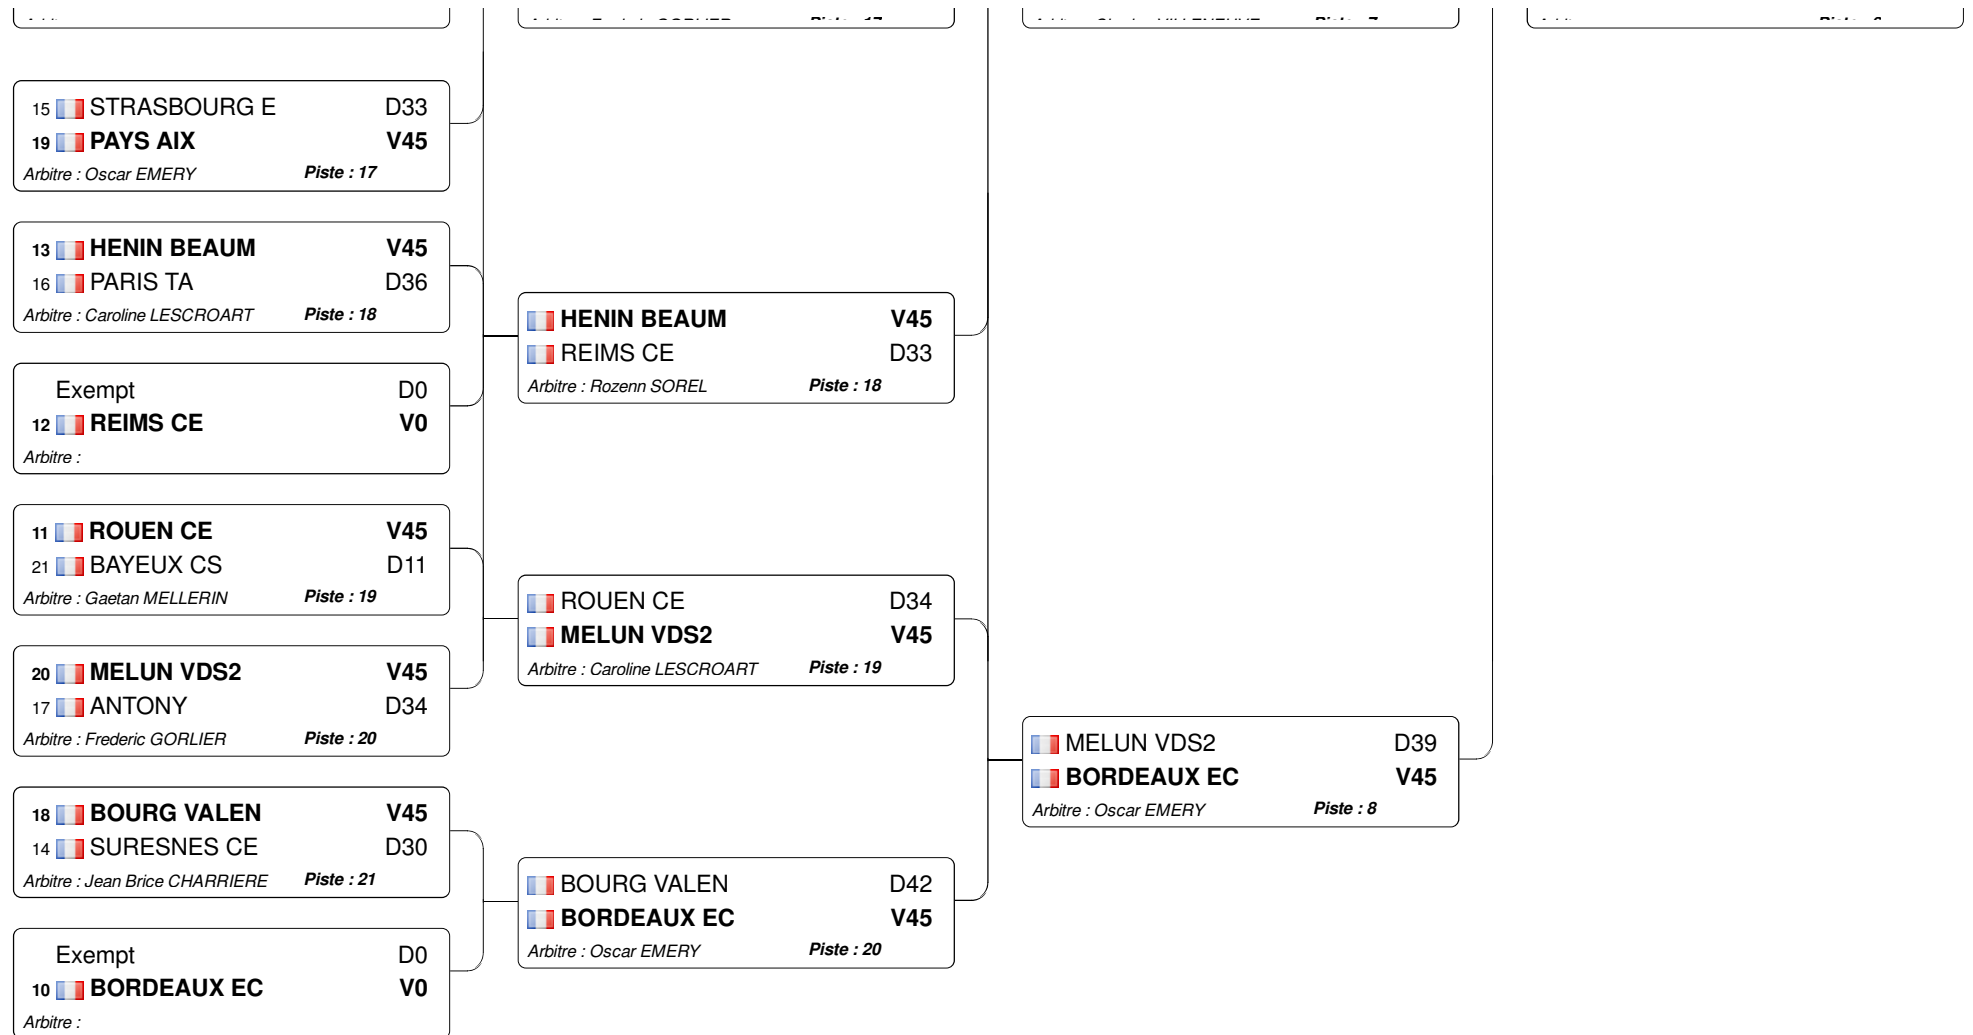 15 STRASBOURG E D33
19 PAYS AIX V45
Arbitre : Oscar EMERY Piste : 17
13 HENIN BEAUM V45
16 PARIS TA D36
Arbitre : Caroline LESCROART Piste : 18
Exempt D0
12 REIMS CE V0
Arbitre :
11 ROUEN CE V45
21 BAYEUX CS D11
Arbitre : Gaetan MELLERIN Piste : 19
20 MELUN VDS2 V45
17 ANTONY D34
Arbitre : Frederic GORLIER Piste : 20
18 BOURG VALEN V45
14 SURESNES CE D30
Arbitre : Jean Brice CHARRIERE Piste : 21
Exempt D0
10 BORDEAUX EC V0
Arbitre :
HENIN BEAUM V45
REIMS CE D33
Arbitre : Rozenn SOREL Piste : 18
ROUEN CE D34
MELUN VDS2 V45
Arbitre : Caroline LESCROART Piste : 19
BOURG VALEN D42
BORDEAUX EC V45
Arbitre : Oscar EMERY Piste : 20
MELUN VDS2 D39
BORDEAUX EC V45
Arbitre : Oscar EMERY Piste : 8